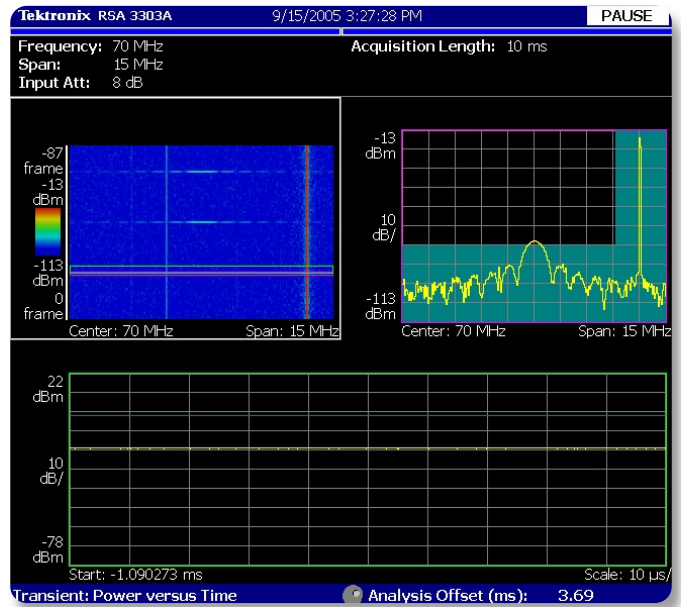 Tektronix RSA 3303A 9/15/2005 3:27:28 PM PAUSE
Frequency: 70 MHz
Span: 15 MHz
Input Att: 8 dB
Acquisition Length: 10 ms
-87
frame
-13
dBm
-113
dBm
0
frame
Center: 70 MHz Span: 15 MHz
-13
dBm
10
dB/
-113
dBm
Center: 70 MHz Span: 15 MHz
22
dBm
10
dB/
-78
dBm
Start: -1.090273 ms Scale: 10 µs/
Transient: Power versus Time Analysis Offset (ms): 3.69